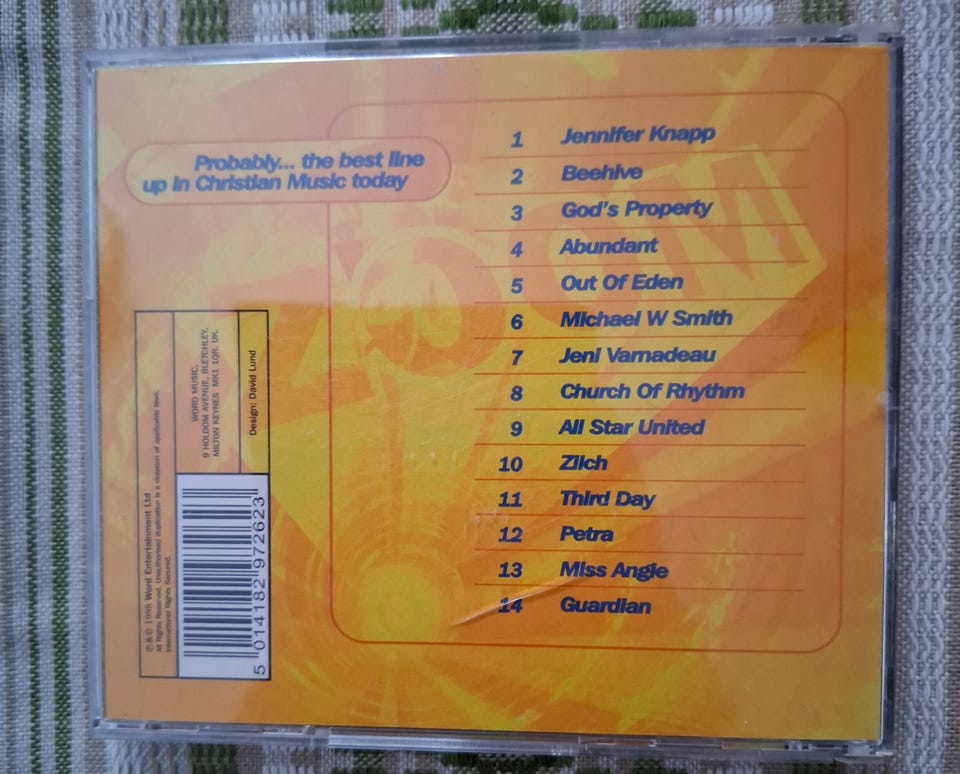 Probably... the best line
up in Christian Music today
1 Jennifer Knapp
2 Beehive
3 God's Property
4 Abundant
5 Out Of Eden
6 Michael W Smith
7 Jeni Varnadeau
8 Church Of Rhythm
9 All Star United
10 Zilch
11 Third Day
12 Petra
13 Miss Angie
14 Guardian
℗&© 1998 Word Entertainment Ltd
All Rights Reserved. Unauthorised duplication is a violation of applicable laws.
International Rights Secured.
WORD MUSIC,
9 HOLDOM AVENUE, BLETCHLEY,
MILTON KEYNES MK1 1QR. UK.
Design: David Lund
5 014182 972623